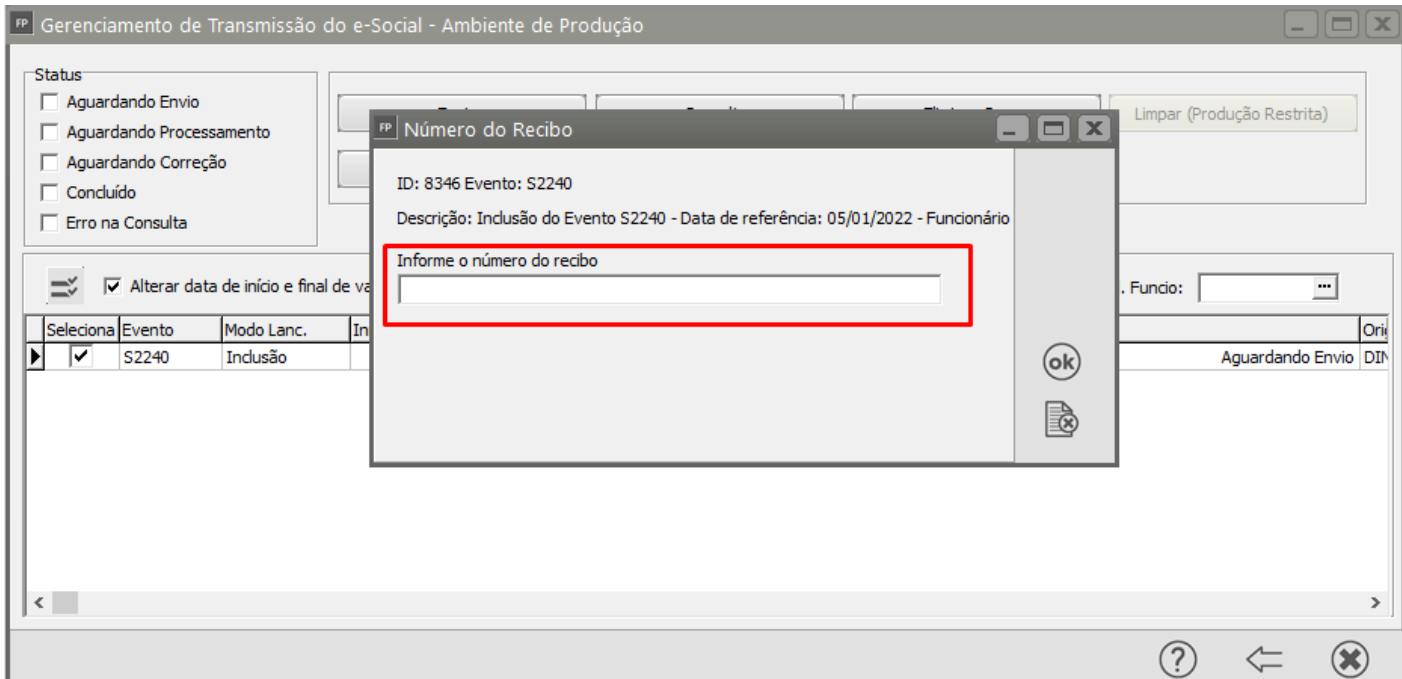 FP Gerenciamento de Transmissão do e-Social - Ambiente de Produção
Status
Aguardando Envio
Aguardando Processamento
Aguardando Correção
Concluído
Erro na Consulta
Limpar (Produção Restrita)
FP Número do Recibo
ID: 8346 Evento: S2240
Descrição: Inclusão do Evento S2240 - Data de referência: 05/01/2022 - Funcionário
Informe o número do recibo
ok
Alterar data de início e final de va
. Funcio:
...
Seleciona Evento Modo Lanc. In Orig
S2240 Inclusão Aguardando Envio DIN
?